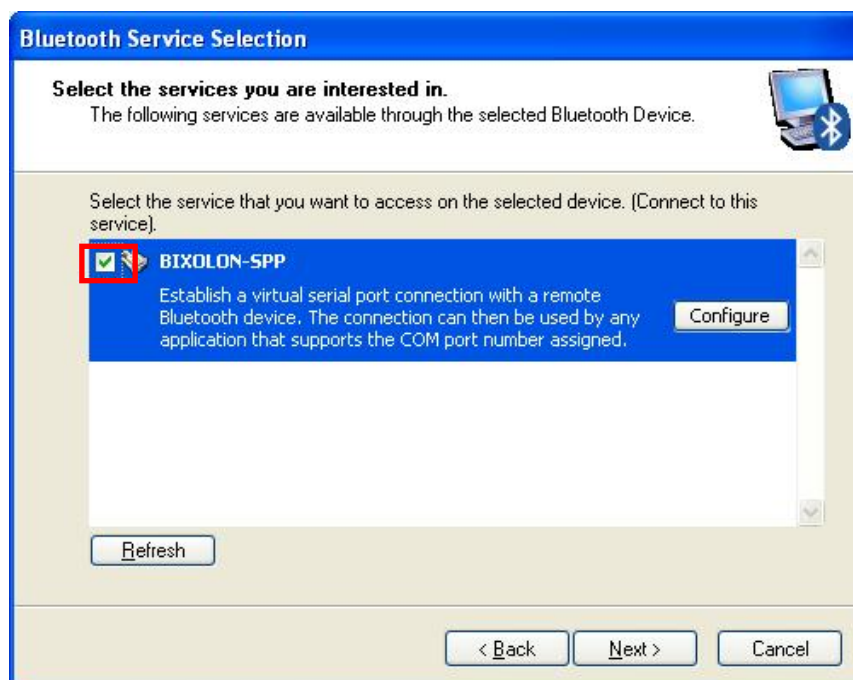 Bluetooth Service Selection
Select the services you are interested in.
The following services are available through the selected Bluetooth Device.
Select the service that you want to access on the selected device. (Connect to this
service).
BIXOLON-SPP
Establish a virtual serial port connection with a remote
Bluetooth device. The connection can then be used by any
application that supports the COM port number assigned.
Configure
Refresh
< Back
Next >
Cancel